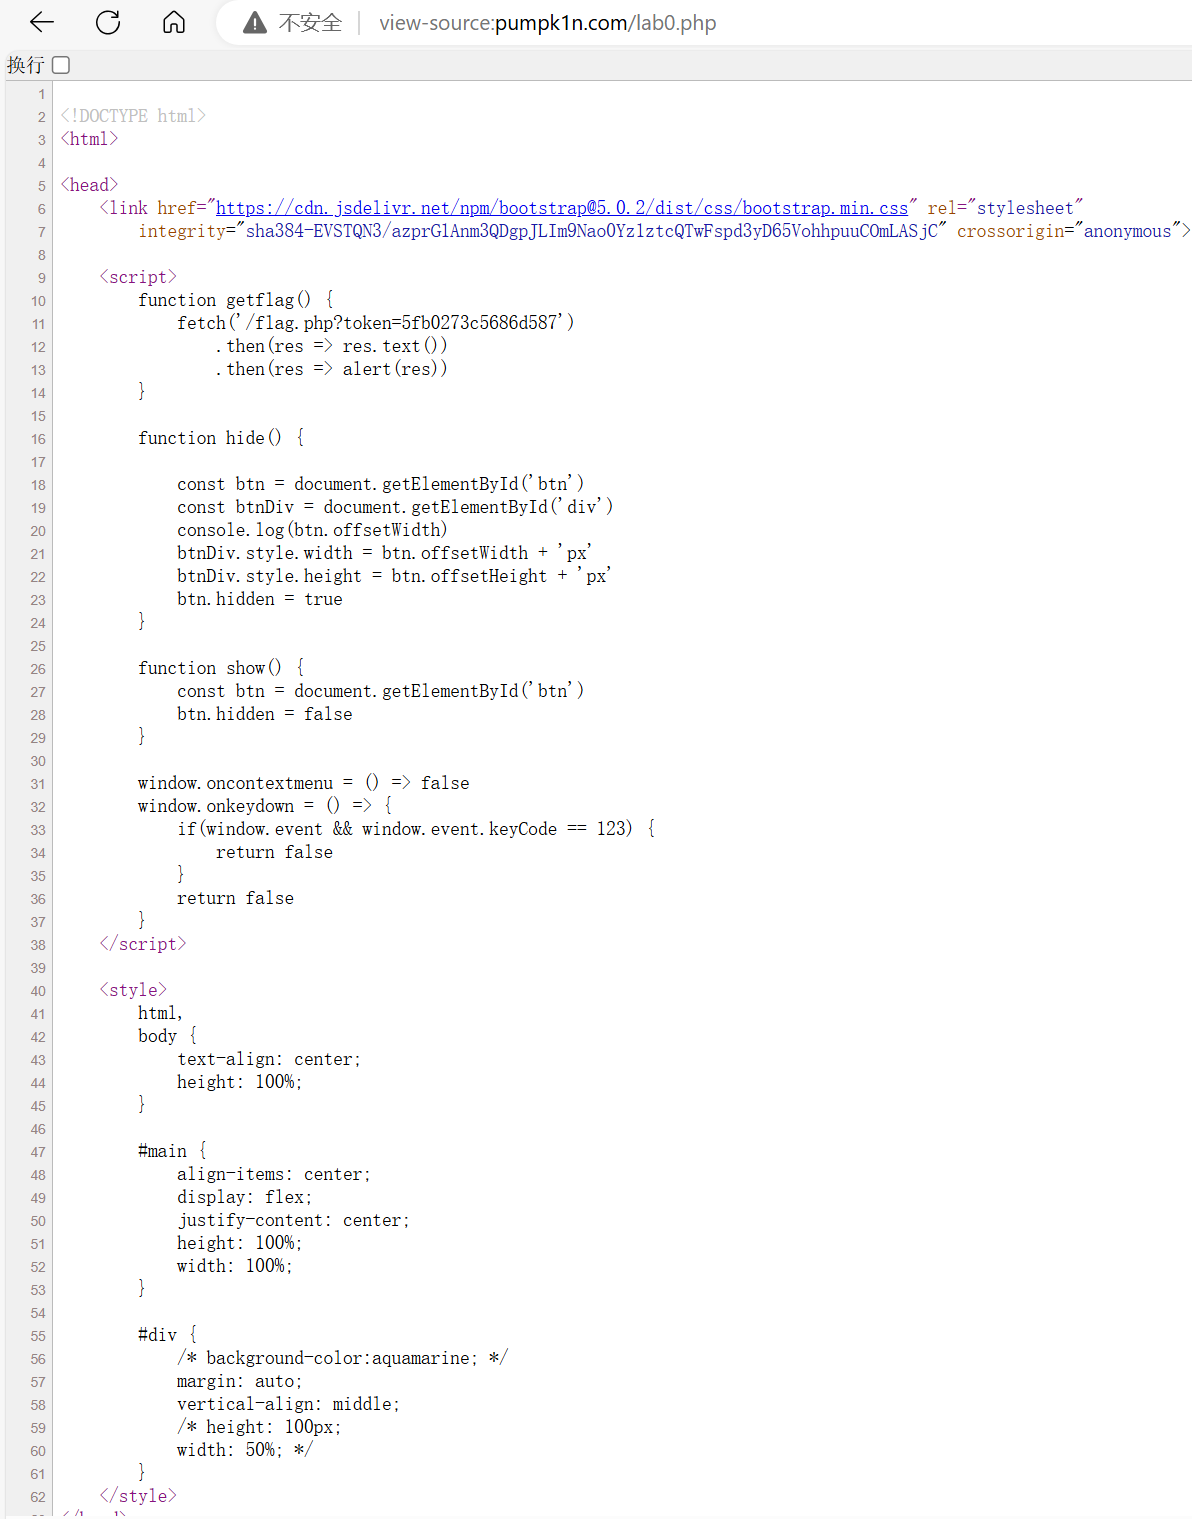 不安全 view-source:pumpk1n.com/lab0.php
换行
1
2 <!DOCTYPE html>
3 <html>
4
5 <head>
6     <link href="https://cdn.jsdelivr.net/npm/bootstrap@5.0.2/dist/css/bootstrap.min.css" rel="stylesheet"
7         integrity="sha384-EVSTQN3/azprG1Anm3QDgpJLIm9Nao0Yz1ztcQTwFspd3yD65VohhpuuCOmLASjC" crossorigin="anonymous">
8
9     <script>
10         function getflag() {
11             fetch('/flag.php?token=5fb0273c5686d587')
12                 .then(res => res.text())
13                 .then(res => alert(res))
14         }
15
16         function hide() {
17
18             const btn = document.getElementById('btn')
19             const btnDiv = document.getElementById('div')
20             console.log(btn.offsetWidth)
21             btnDiv.style.width = btn.offsetWidth + 'px'
22             btnDiv.style.height = btn.offsetHeight + 'px'
23             btn.hidden = true
24         }
25
26         function show() {
27             const btn = document.getElementById('btn')
28             btn.hidden = false
29         }
30
31         window.oncontextmenu = () => false
32         window.onkeydown = () => {
33             if(window.event && window.event.keyCode == 123) {
34                 return false
35             }
36             return false
37         }
38     </script>
39
40     <style>
41         html,
42         body {
43             text-align: center;
44             height: 100%;
45         }
46
47         #main {
48             align-items: center;
49             display: flex;
50             justify-content: center;
51             height: 100%;
52             width: 100%;
53         }
54
55         #div {
56             /* background-color:aquamarine; */
57             margin: auto;
58             vertical-align: middle;
59             /* height: 100px;
60             width: 50%; */
61         }
62     </style>